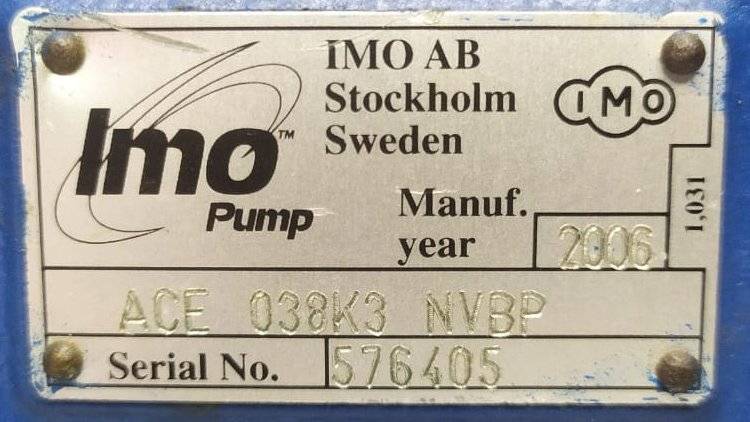 Imo™
Pump
IMO AB
Stockholm
Sweden
IMO
Manuf.
year
2006
1,031
ACE 038K3 NVBP
Serial No. 576405